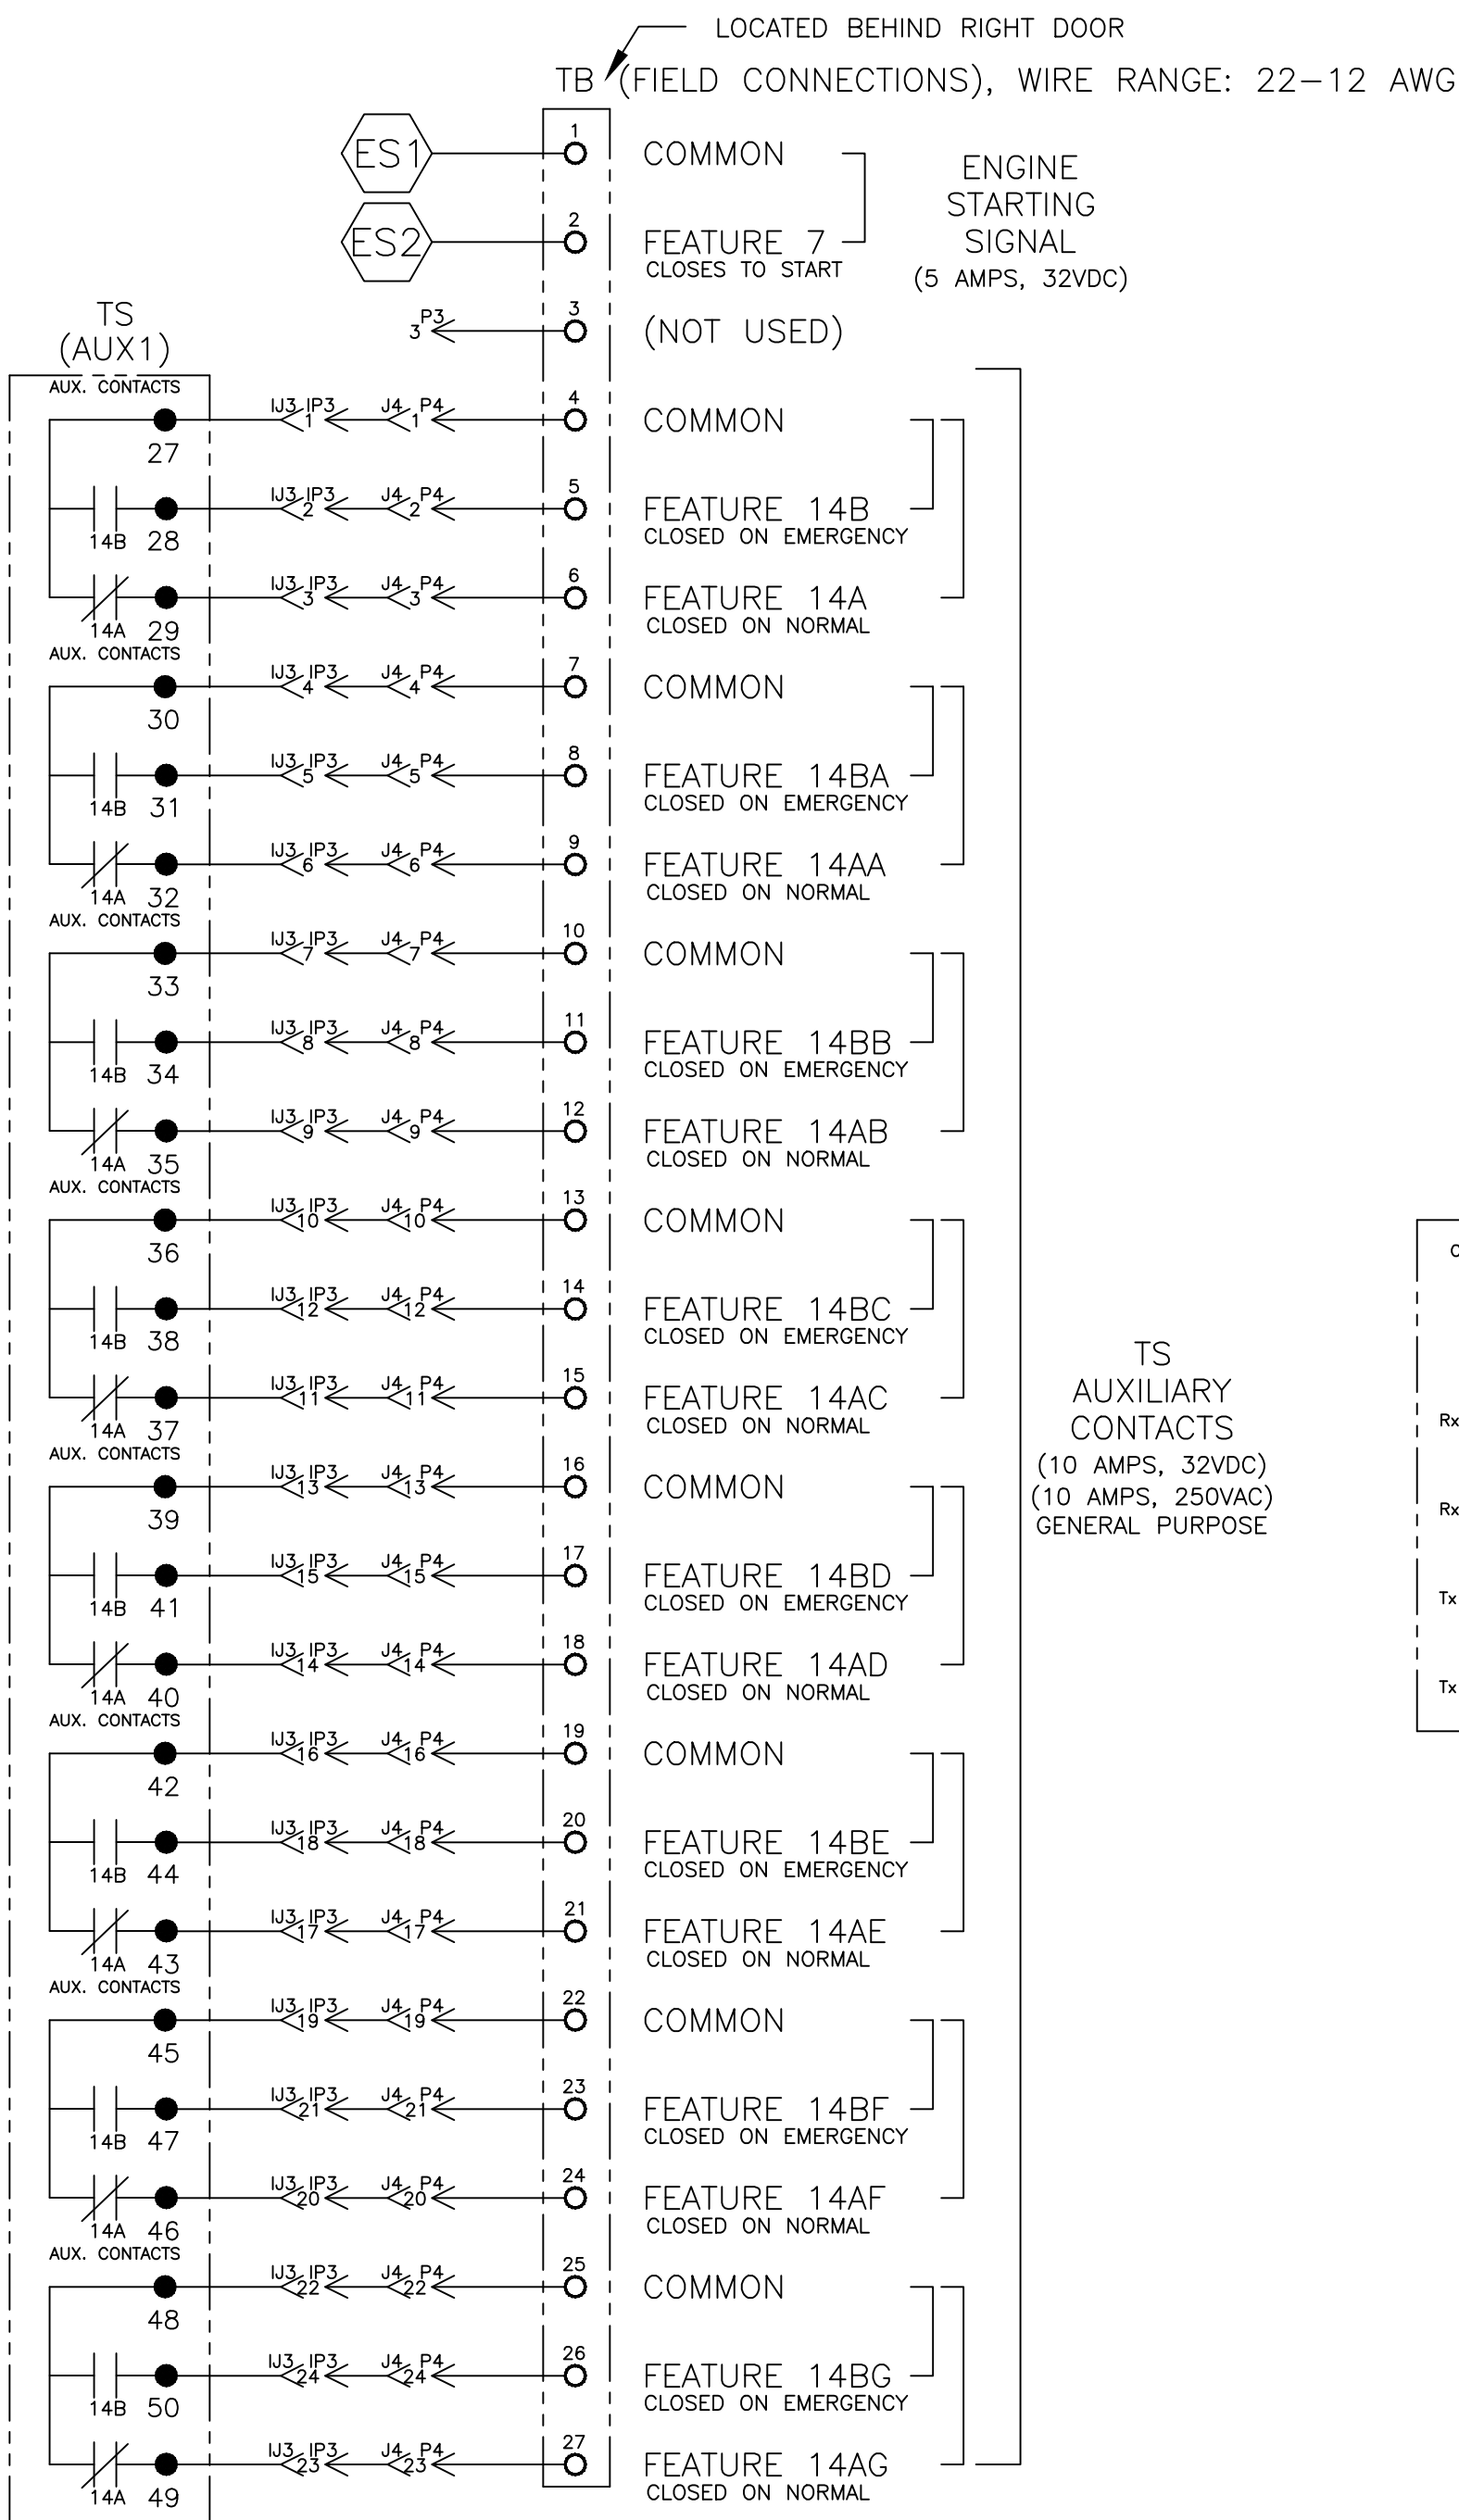 LOCATED BEHIND RIGHT DOOR
TB (FIELD CONNECTIONS), WIRE RANGE: 22-12 AWG
ES1 1 COMMON
ENGINE
STARTING
SIGNAL
(5 AMPS, 32VDC)
ES2 2 FEATURE 7
CLOSES TO START
P3 3 3 (NOT USED)
TS
(AUX1)
AUX. CONTACTS
27 IJ3 1 IP3 J4 1 P4 4 COMMON
14B 28 IJ3 2 IP3 J4 2 P4 5 FEATURE 14B
CLOSED ON EMERGENCY
14A 29 IJ3 3 IP3 J4 3 P4 6 FEATURE 14A
CLOSED ON NORMAL
AUX. CONTACTS
30 IJ3 4 IP3 J4 4 P4 7 COMMON
14B 31 IJ3 5 IP3 J4 5 P4 8 FEATURE 14BA
CLOSED ON EMERGENCY
14A 32 IJ3 6 IP3 J4 6 P4 9 FEATURE 14AA
CLOSED ON NORMAL
AUX. CONTACTS
33 IJ3 7 IP3 J4 7 P4 10 COMMON
14B 34 IJ3 8 IP3 J4 8 P4 11 FEATURE 14BB
CLOSED ON EMERGENCY
14A 35 IJ3 9 IP3 J4 9 P4 12 FEATURE 14AB
CLOSED ON NORMAL
AUX. CONTACTS
36 IJ3 10 IP3 J4 10 P4 13 COMMON
14B 38 IJ3 12 IP3 J4 12 P4 14 FEATURE 14BC
CLOSED ON EMERGENCY
14A 37 IJ3 11 IP3 J4 11 P4 15 FEATURE 14AC
CLOSED ON NORMAL
AUX. CONTACTS
39 IJ3 13 IP3 J4 13 P4 16 COMMON
14B 41 IJ3 15 IP3 J4 15 P4 17 FEATURE 14BD
CLOSED ON EMERGENCY
14A 40 IJ3 14 IP3 J4 14 P4 18 FEATURE 14AD
CLOSED ON NORMAL
AUX. CONTACTS
42 IJ3 16 IP3 J4 16 P4 19 COMMON
14B 44 IJ3 18 IP3 J4 18 P4 20 FEATURE 14BE
CLOSED ON EMERGENCY
14A 43 IJ3 17 IP3 J4 17 P4 21 FEATURE 14AE
CLOSED ON NORMAL
AUX. CONTACTS
45 IJ3 19 IP3 J4 19 P4 22 COMMON
14B 47 IJ3 21 IP3 J4 21 P4 23 FEATURE 14BF
CLOSED ON EMERGENCY
14A 46 IJ3 20 IP3 J4 20 P4 24 FEATURE 14AF
CLOSED ON NORMAL
AUX. CONTACTS
48 IJ3 22 IP3 J4 22 P4 25 COMMON
14B 50 IJ3 24 IP3 J4 24 P4 26 FEATURE 14BG
CLOSED ON EMERGENCY
14A 49 IJ3 23 IP3 J4 23 P4 27 FEATURE 14AG
CLOSED ON NORMAL
TS
AUXILIARY
CONTACTS
(10 AMPS, 32VDC)
(10 AMPS, 250VAC)
GENERAL PURPOSE
Rx
Rx
Tx
Tx